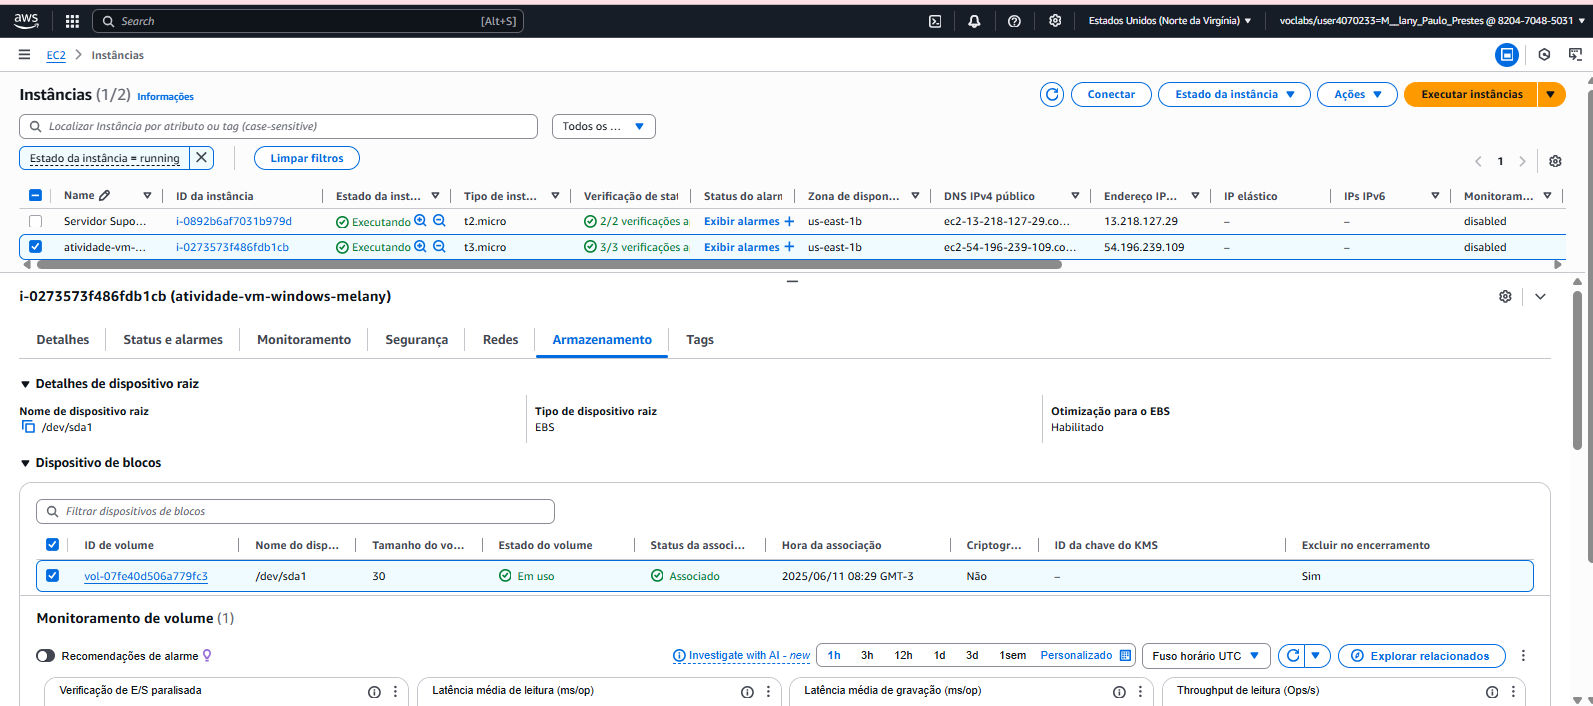 aws Search [Alt+S] Estados Unidos (Norte da Virgínia) voclabs/user4070233=M__lany_Paulo_Prestes @ 8204-7048-5031
EC2 Instâncias
Instâncias (1/2) Informações Conectar Estado da instância Ações Executar instâncias
Localizar Instância por atributo ou tag (case-sensitive) Todos os ...
Estado da instância = running Limpar filtros 1
Name ID da instância Estado da inst... Tipo de inst... Verificação de stat Status do alarm Zona de dispon... DNS IPv4 público Endereço IP... IP elástico IPs IPv6 Monitoram...
Servidor Supo... i-0892b6af7031b979d Executando t2.micro 2/2 verificações a Exibir alarmes + us-east-1b ec2-13-218-127-29.co... 13.218.127.29 – – disabled
atividade-vm-... i-0273573f486fdb1cb Executando t3.micro 3/3 verificações a Exibir alarmes + us-east-1b ec2-54-196-239-109.co... 54.196.239.109 – – disabled
i-0273573f486fdb1cb (atividade-vm-windows-melany)
Detalhes Status e alarmes Monitoramento Segurança Redes Armazenamento Tags
Detalhes de dispositivo raiz
Nome de dispositivo raiz Tipo de dispositivo raiz Otimização para o EBS
/dev/sda1 EBS Habilitado
Dispositivo de blocos
Filtrar dispositivos de blocos
ID de volume Nome do disp... Tamanho do vo... Estado do volume Status da associ... Hora da associação Criptogr... ID da chave do KMS Excluir no encerramento
vol-07fe40d506a779fc3 /dev/sda1 30 Em uso Associado 2025/06/11 08:29 GMT-3 Não – Sim
Monitoramento de volume (1)
Recomendações de alarme Investigate with AI - new 1h 3h 12h 1d 3d 1sem Personalizado Fuso horário UTC Explorar relacionados
Verificação de E/S paralisada Latência média de leitura (ms/op) Latência média de gravação (ms/op) Throughput de leitura (Ops/s)